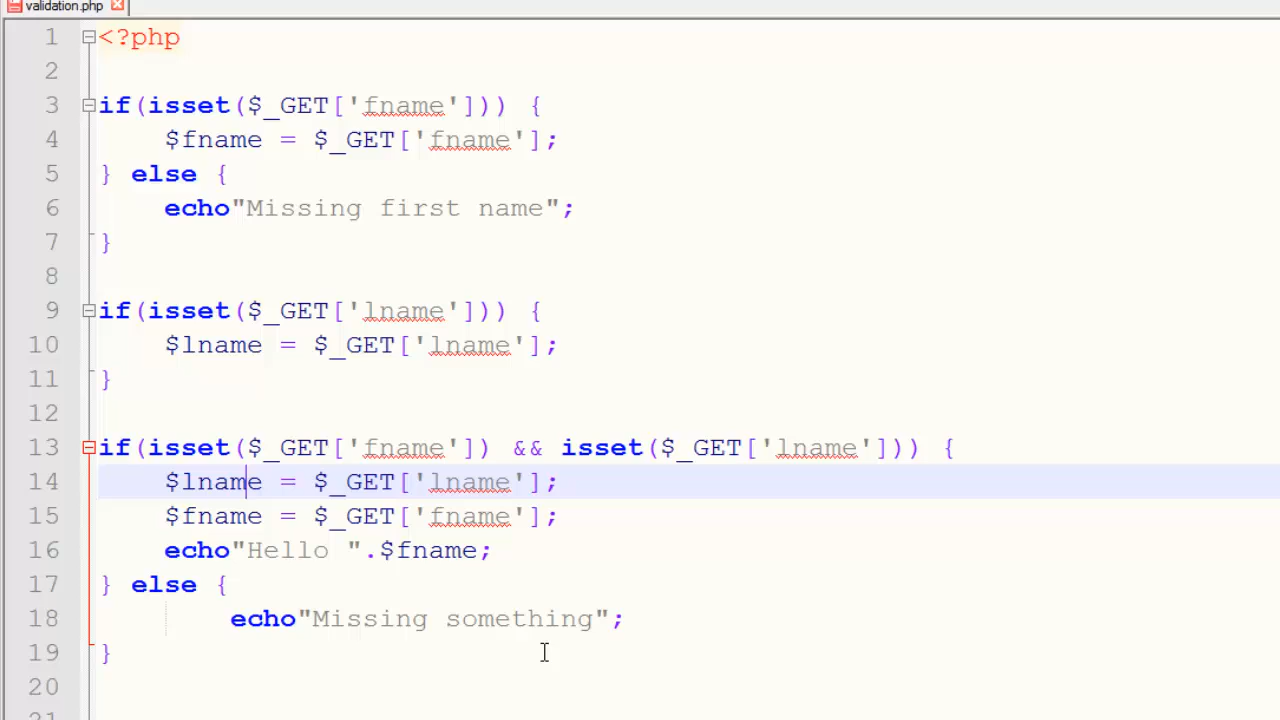 validation.php
1 <?php
2
3 if(isset($_GET['fname'])) {
4 $fname = $_GET['fname'];
5 } else {
6 echo"Missing first name";
7 }
8
9 if(isset($_GET['lname'])) {
10 $lname = $_GET['lname'];
11 }
12
13 if(isset($_GET['fname']) && isset($_GET['lname'])) {
14 $lname = $_GET['lname'];
15 $fname = $_GET['fname'];
16 echo"Hello ".$fname;
17 } else {
18 echo"Missing something";
19 }
20
21